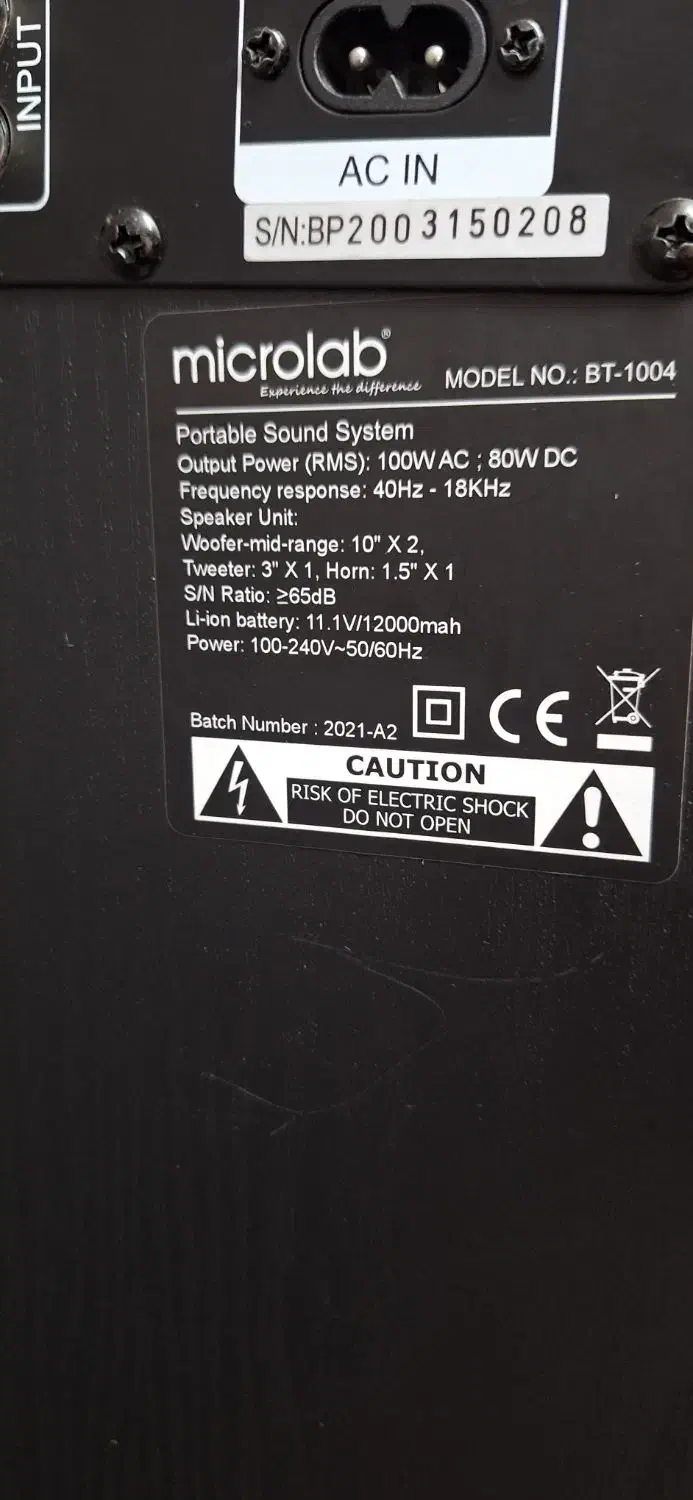 INPUT
AC IN
S/N:BP2003150208
microlab®
Experience the difference
MODEL NO.: BT-1004
Portable Sound System
Output Power (RMS): 100W AC ; 80W DC
Frequency response: 40Hz - 18KHz
Speaker Unit:
Woofer-mid-range: 10" X 2,
Tweeter: 3" X 1, Horn: 1.5" X 1
S/N Ratio: ≥65dB
Li-ion battery: 11.1V/12000mah
Power: 100-240V~50/60Hz
Batch Number : 2021-A2
CE
CAUTION
RISK OF ELECTRIC SHOCK
DO NOT OPEN